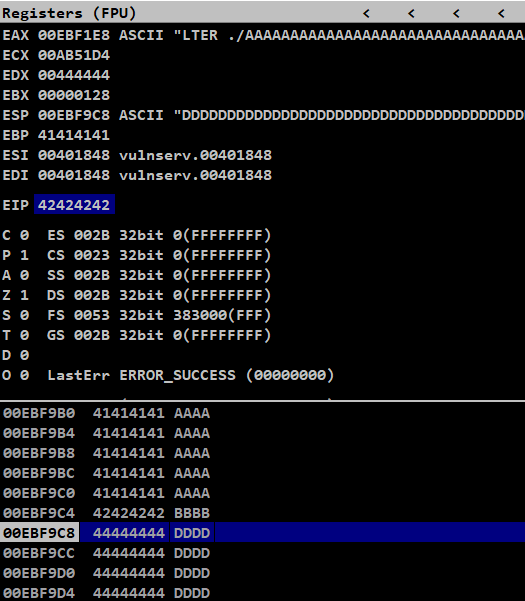 Registers (FPU) < < < <
EAX 00EBF1E8 ASCII "LTER ./AAAAAAAAAAAAAAAAAAAAAAAAAAAAAAA
ECX 00AB51D4
EDX 00444444
EBX 00000128
ESP 00EBF9C8 ASCII "DDDDDDDDDDDDDDDDDDDDDDDDDDDDDDDDDDDDDD
EBP 41414141
ESI 00401848 vulnserv.00401848
EDI 00401848 vulnserv.00401848
EIP 42424242
C 0 ES 002B 32bit 0(FFFFFFFF)
P 1 CS 0023 32bit 0(FFFFFFFF)
A 0 SS 002B 32bit 0(FFFFFFFF)
Z 1 DS 002B 32bit 0(FFFFFFFF)
S 0 FS 0053 32bit 383000(FFF)
T 0 GS 002B 32bit 0(FFFFFFFF)
D 0
O 0 LastErr ERROR_SUCCESS (00000000)
00EBF9B0 41414141 AAAA
00EBF9B4 41414141 AAAA
00EBF9B8 41414141 AAAA
00EBF9BC 41414141 AAAA
00EBF9C0 41414141 AAAA
00EBF9C4 42424242 BBBB
00EBF9C8 44444444 DDDD
00EBF9CC 44444444 DDDD
00EBF9D0 44444444 DDDD
00EBF9D4 44444444 DDDD